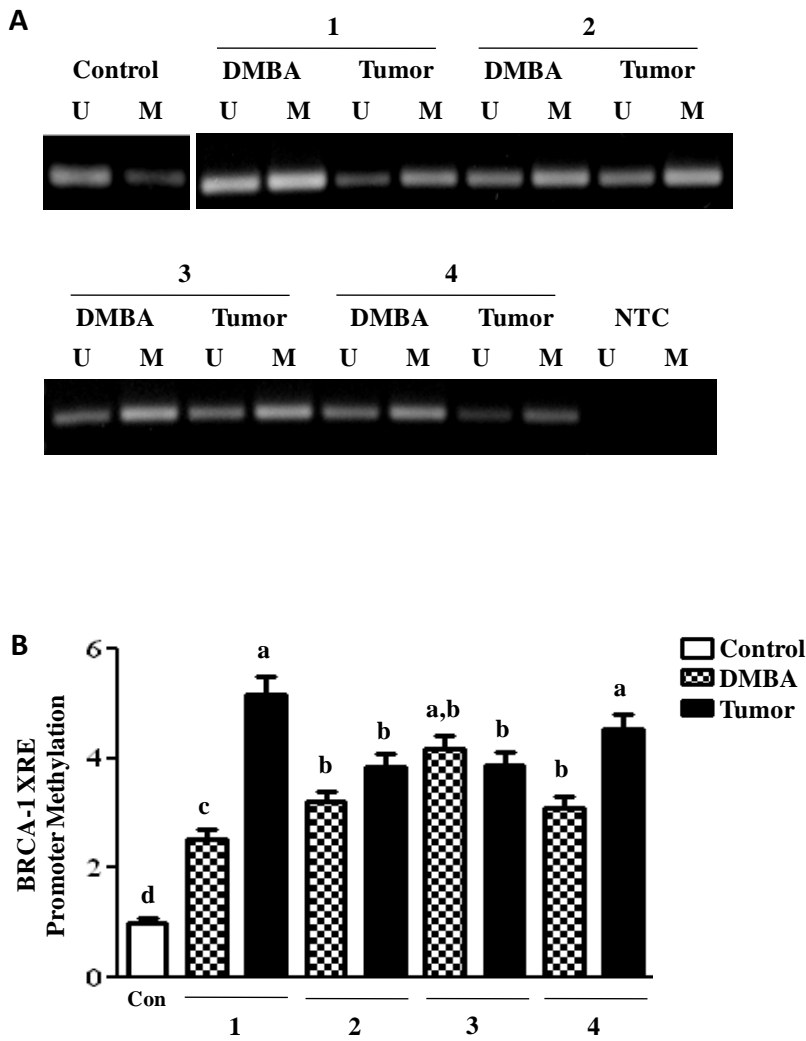 A
1 2
Control DMBA Tumor DMBA Tumor
U M U M U M U M U M
3 4
DMBA Tumor DMBA Tumor NTC
U M U M U M U M U M
B
BRCA-1 XRE
Promoter Methylation
6
4
2
0
d
c
a
b
b
a,b
b
b
a
Control
DMBA
Tumor
Con
1 2 3 4